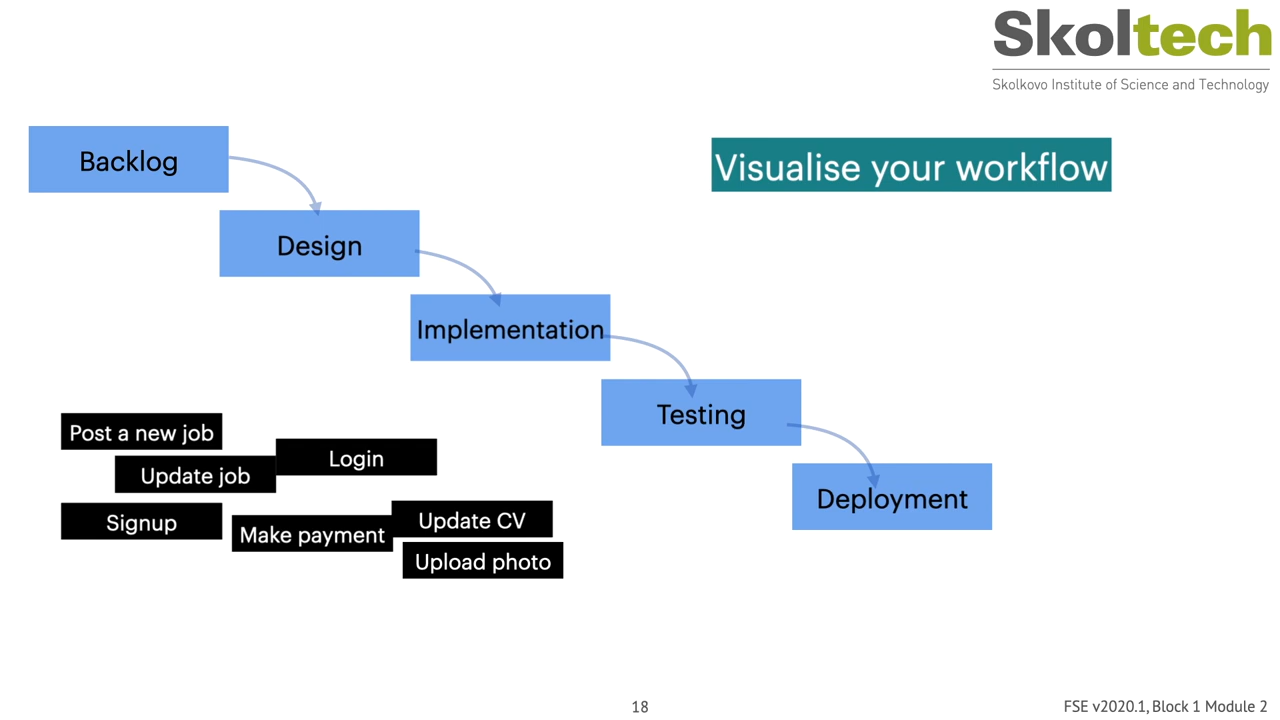 Skoltech
Skolkovo Institute of Science and Technology
Visualise your workflow
Backlog
Design
Implementation
Testing
Deployment
Post a new job
Login
Update job
Signup
Make payment
Update CV
Upload photo
18
FSE v2020.1, Block 1 Module 2